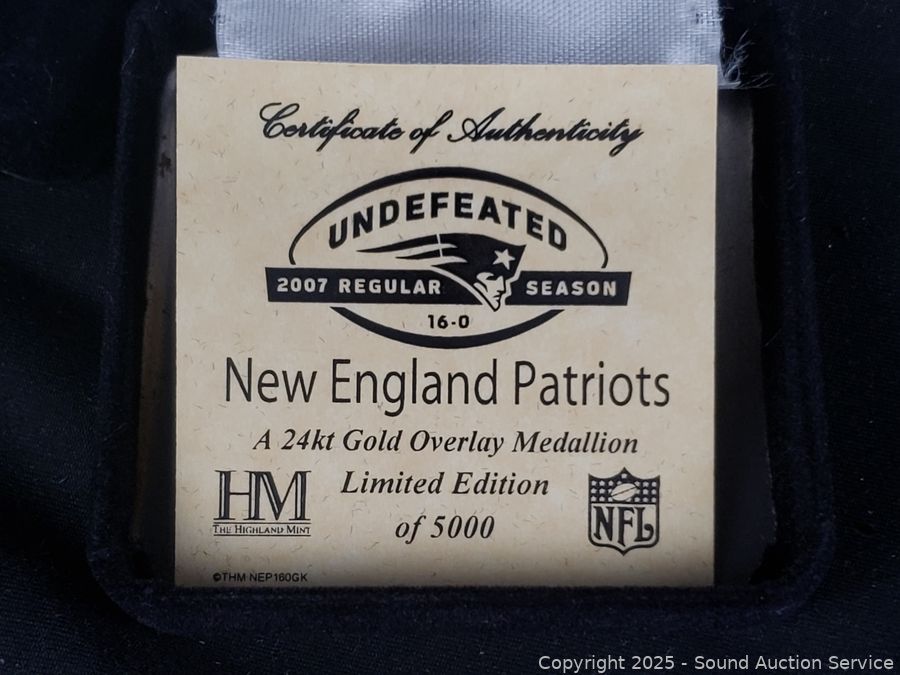 Certificate of Authenticity
UNDEFEATED
2007 REGULAR SEASON
16-0
New England Patriots
A 24kt Gold Overlay Medallion
Limited Edition
of 5000
HM
THE HIGHLAND MINT
NFL
©THM NEP160GK
Copyright 2025 - Sound Auction Service